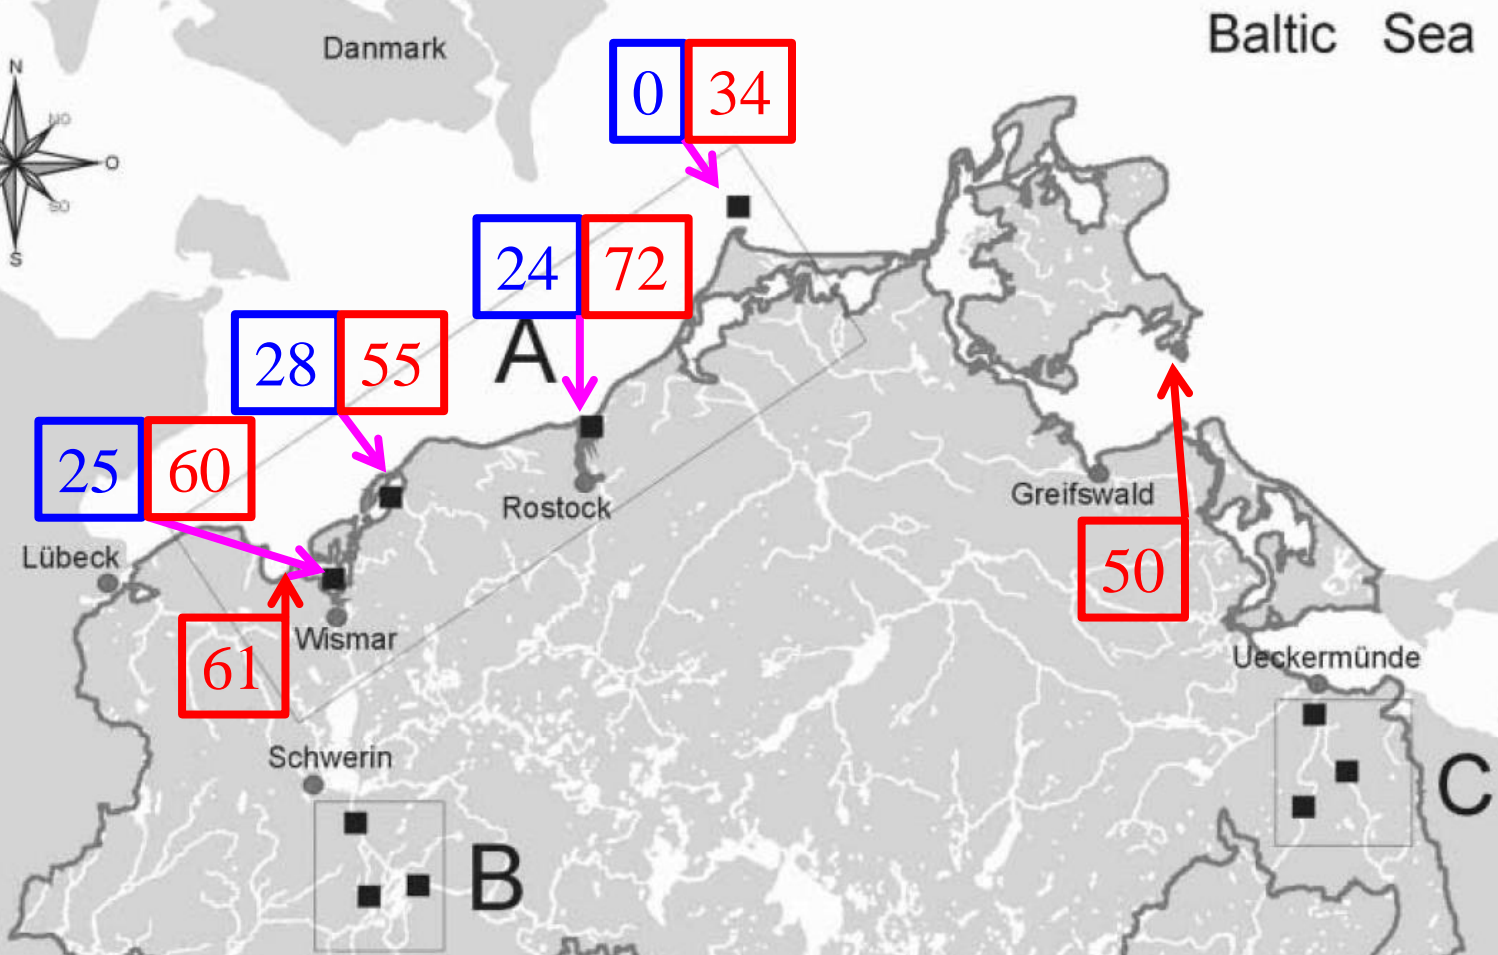 Baltic Sea
Danmark
N
NO
O
SO
S
0 34
24 72
A
28 55
25 60
Rostock
Greifswald
Lübeck
50
Wismar
61
Ueckermünde
Schwerin
C
B